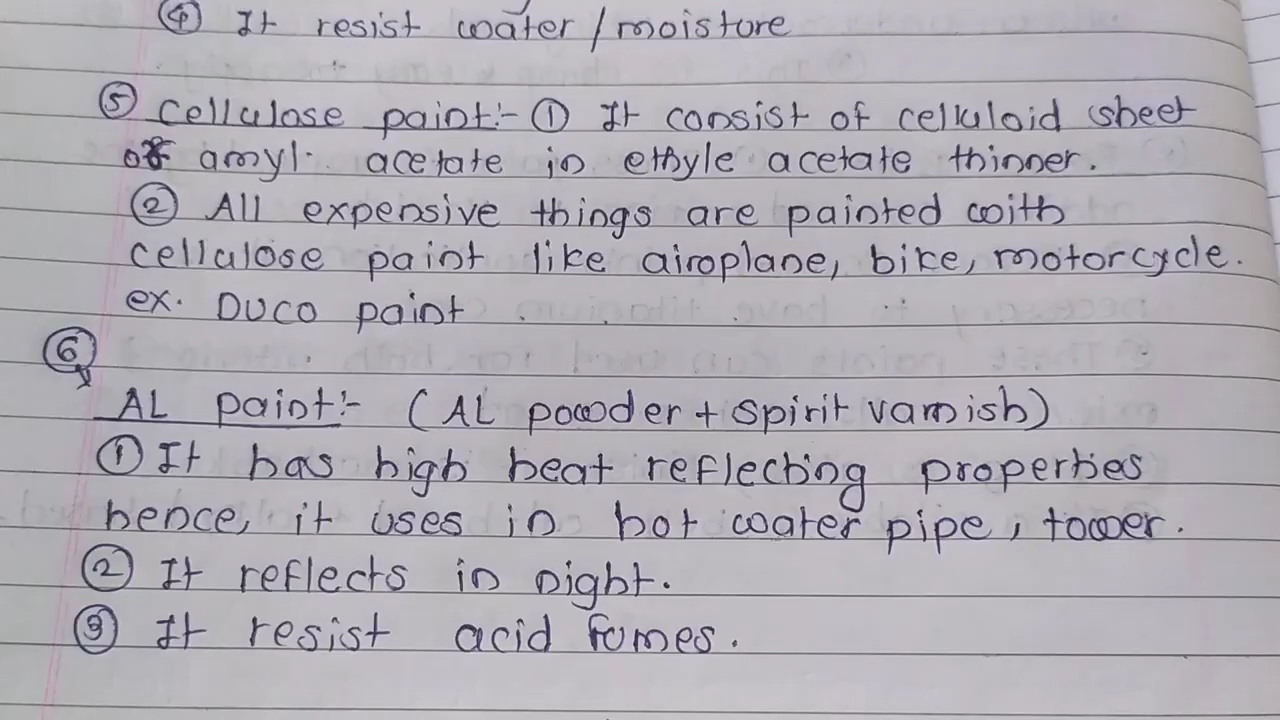 ④ It resist water/moisture
⑤ Cellulose paint:- ① It consist of celluloid sheet
of amyl acetate in ethyle acetate thinner.
② All expensive things are painted with
cellulose paint like airoplane, bike, motorcycle.
ex. DUCO paint
⑥
AL paint:- (AL powder + Spirit varnish)
① It has high heat reflecting properties
hence, it uses in hot water pipe, tower.
② It reflects in night.
③ It resist acid fumes.